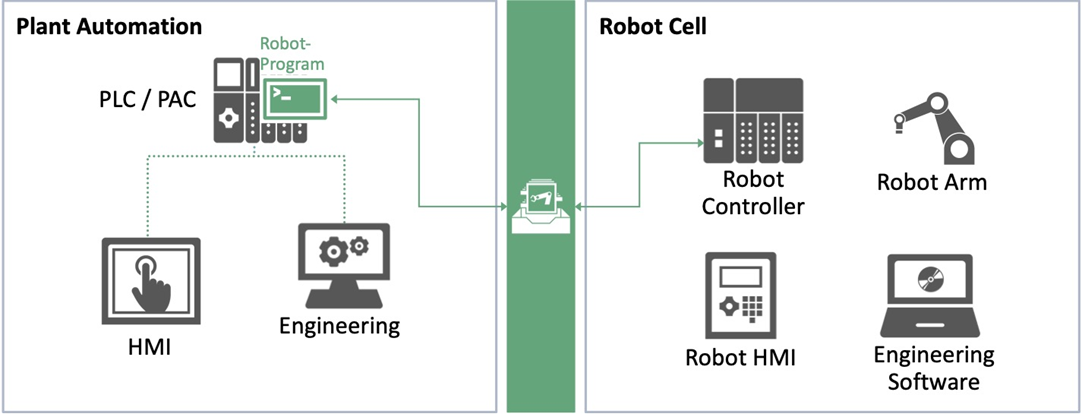 Plant Automation
Robot-
Program
PLC / PAC
>_
HMI
Engineering
Robot Cell
Robot
Controller
Robot Arm
Robot HMI
Engineering
Software